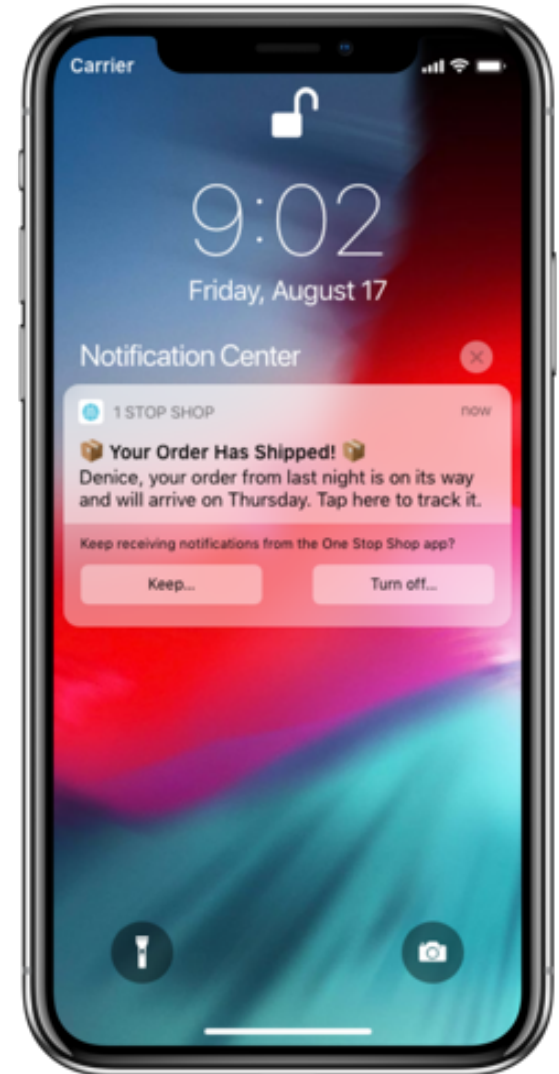 Carrier
9:02
Friday, August 17
Notification Center
1 STOP SHOP now
📦 Your Order Has Shipped! 📦
Denice, your order from last night is on its way
and will arrive on Thursday. Tap here to track it.
Keep receiving notifications from the One Stop Shop app?
Keep... Turn off...